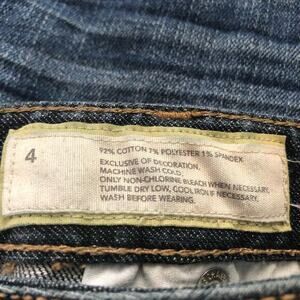 4
92% COTTON 7% POLYESTER 1% SPANDEX
EXCLUSIVE OF DECORATION.
MACHINE WASH COLD.
ONLY NON-CHLORINE BLEACH WHEN NECESSARY.
TUMBLE DRY LOW, COOL IRON IF NECESSARY.
WASH BEFORE WEARING.